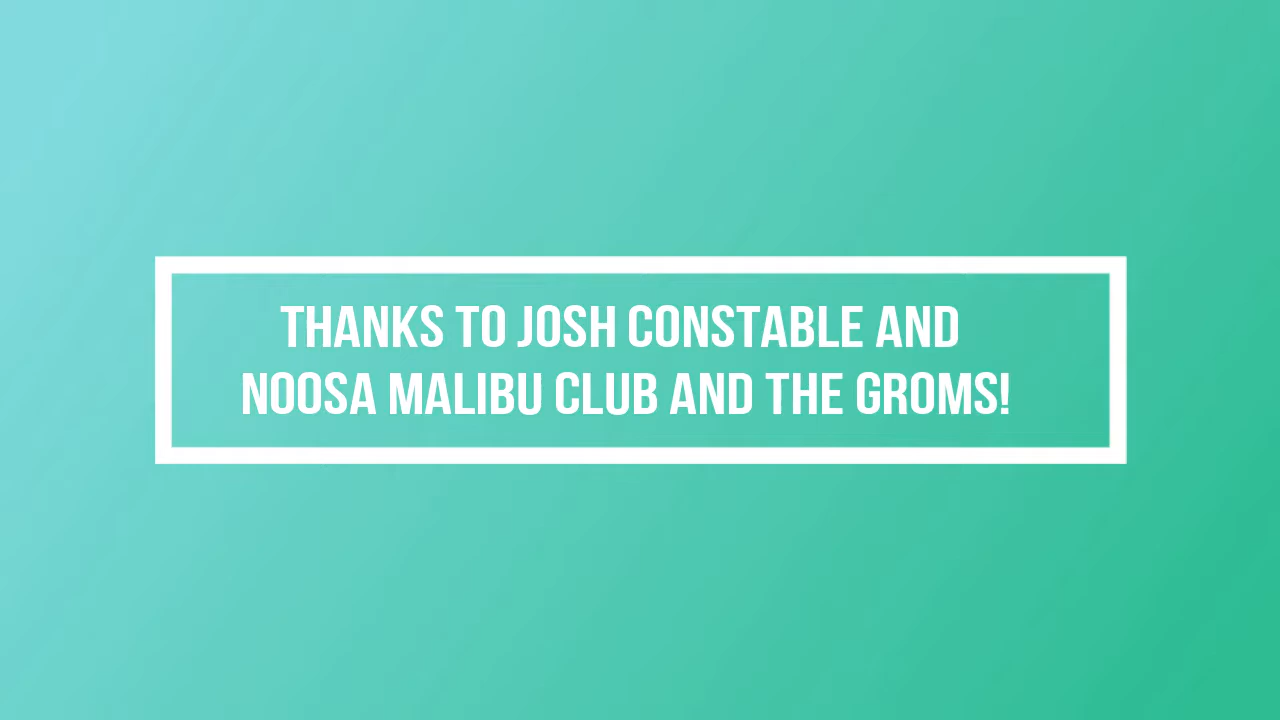 THANKS TO JOSH CONSTABLE AND
NOOSA MALIBU CLUB AND THE GROMS!